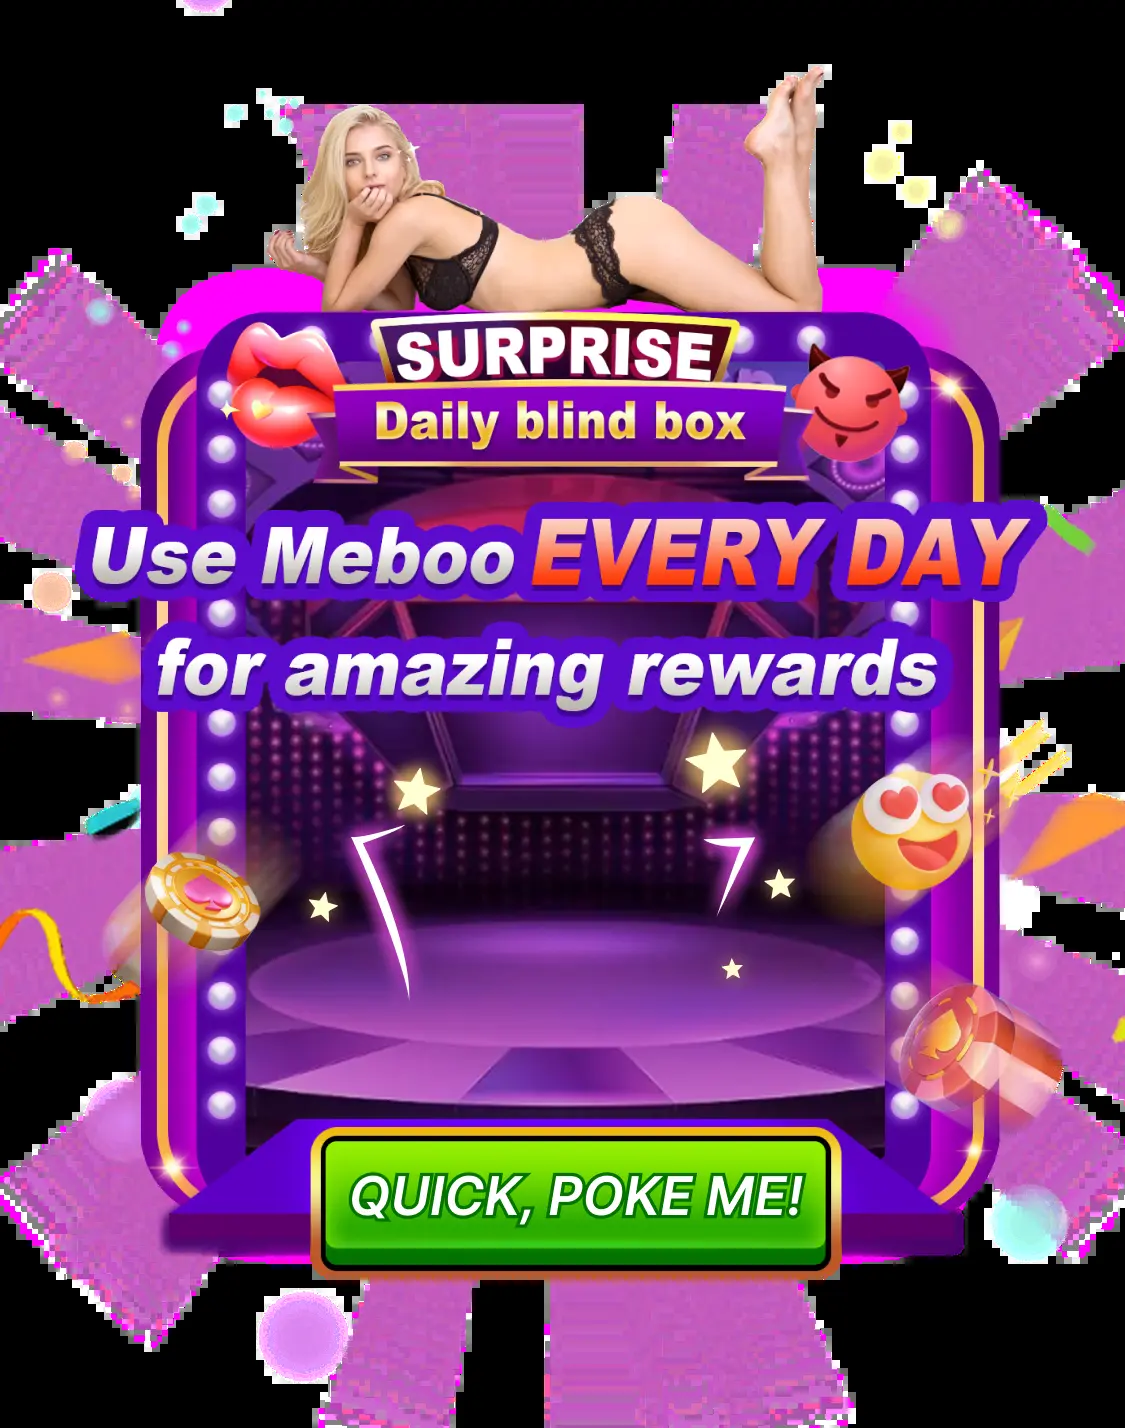 SURPRISE
Daily blind box
Use Meboo EVERY DAY
for amazing rewards
QUICK, POKE ME!